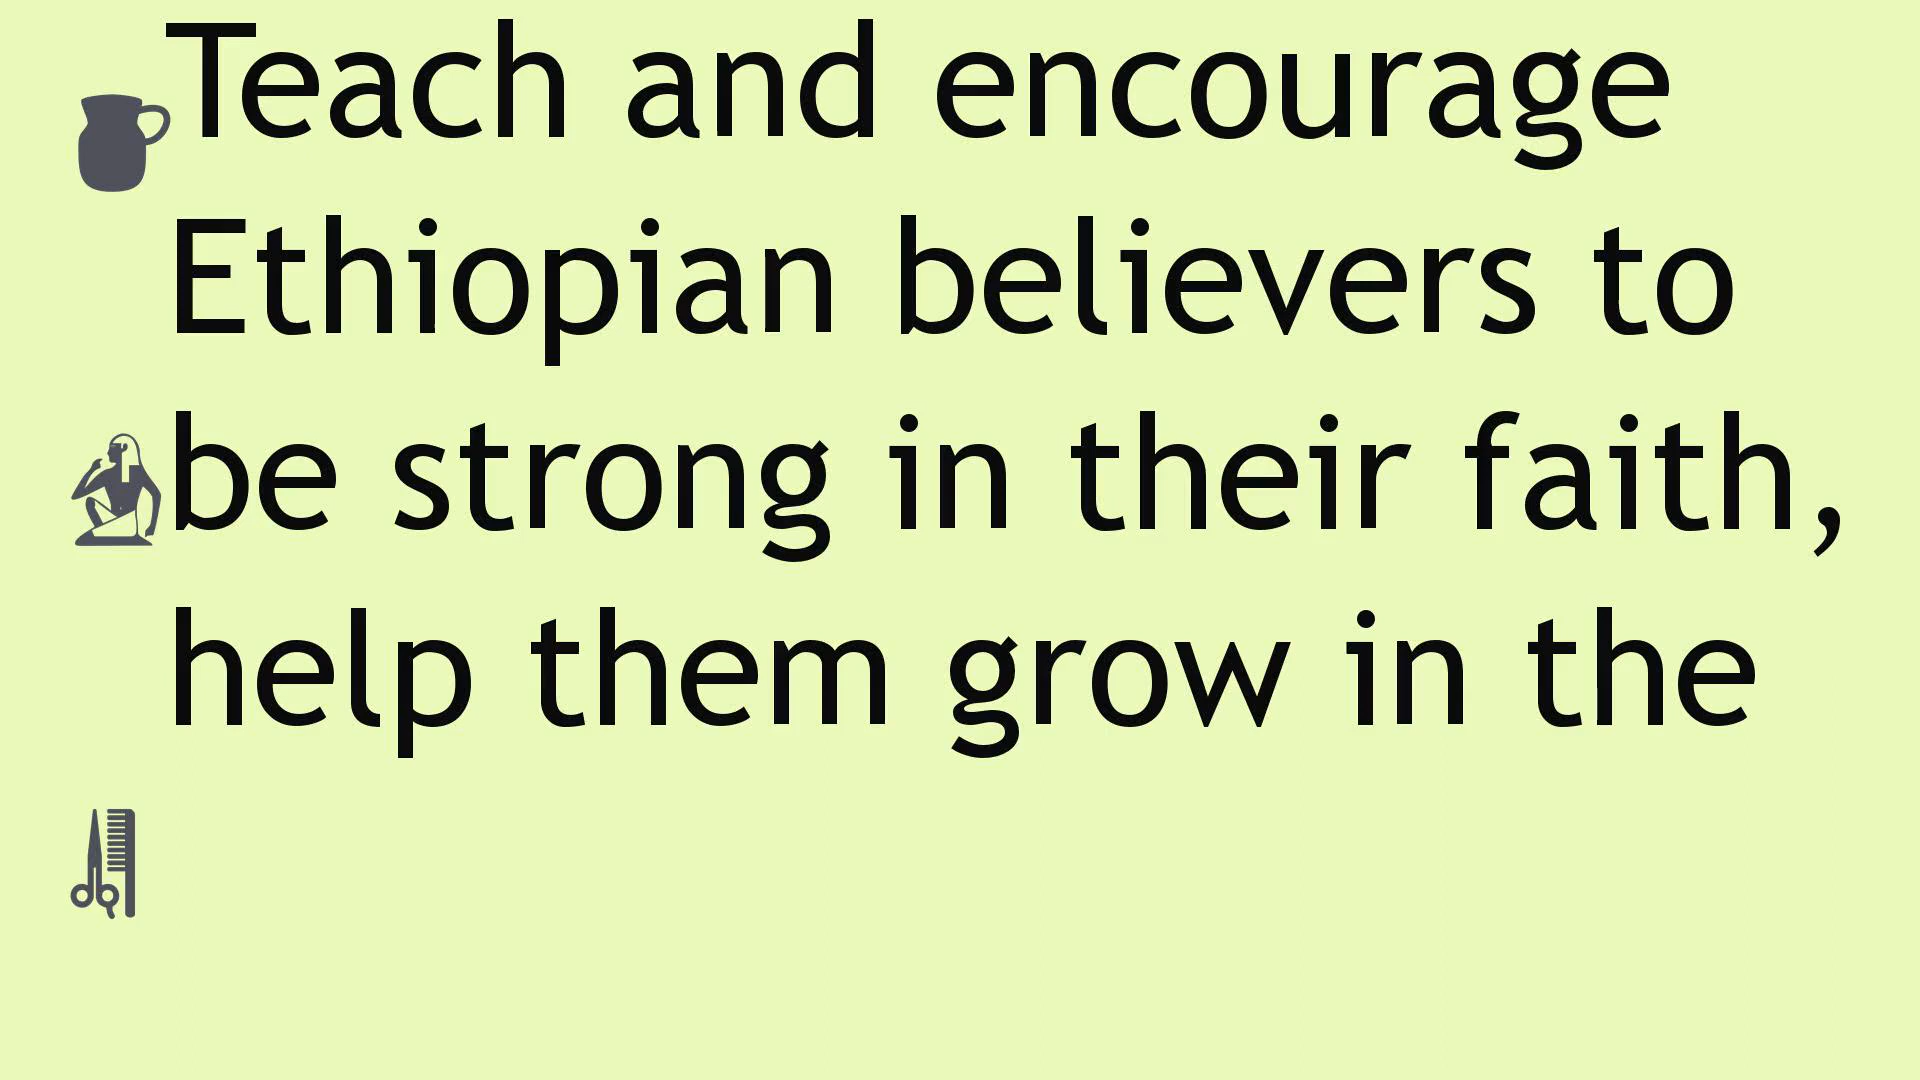 Teach and encourage
Ethiopian believers to
be strong in their faith,
help them grow in the